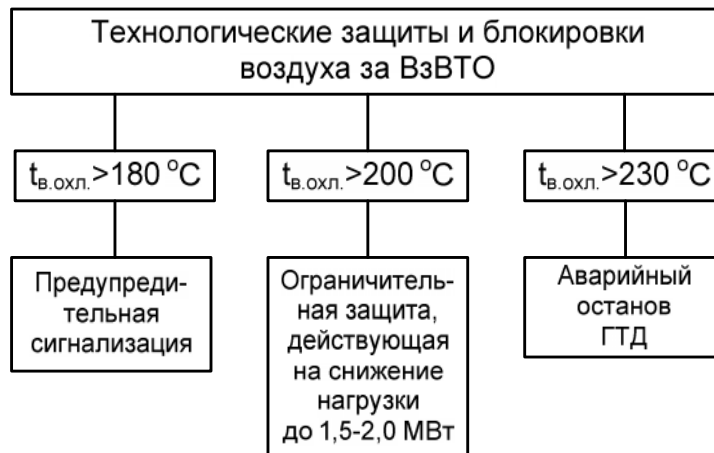 Технологические защиты и блокировки
воздуха за ВзВТО
tв.охл.>180 °C
tв.охл.>200 °C
tв.охл.>230 °C
Предупреди-
тельная
сигнализация
Ограничитель-
ная защита,
действующая
на снижение
нагрузки
до 1,5-2,0 МВт
Аварийный
останов
ГТД